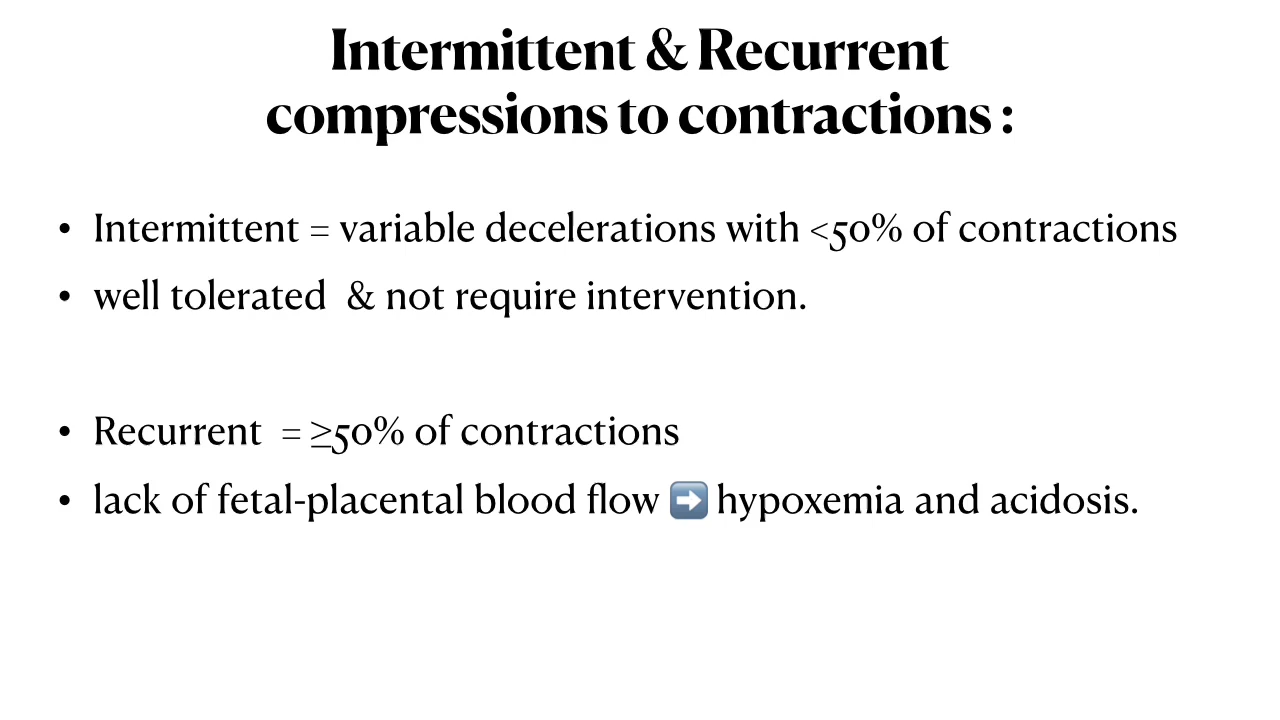 Intermittent & Recurrent
compressions to contractions :
• Intermittent = variable decelerations with <50% of contractions
• well tolerated & not require intervention.
• Recurrent = ≥50% of contractions
• lack of fetal-placental blood flow ➡️ hypoxemia and acidosis.